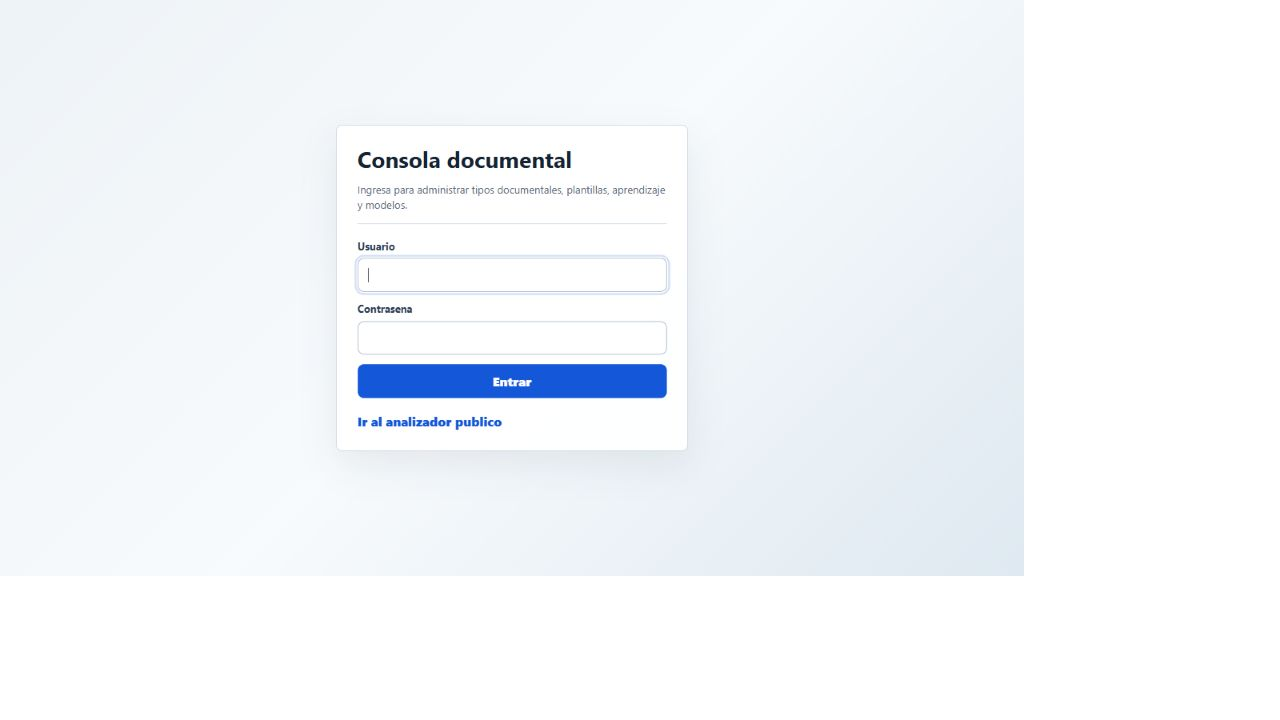 Consola documental
Ingresa para administrar tipos documentales, plantillas, aprendizaje
y modelos.
Usuario
Contrasena
Entrar
Ir al analizador publico